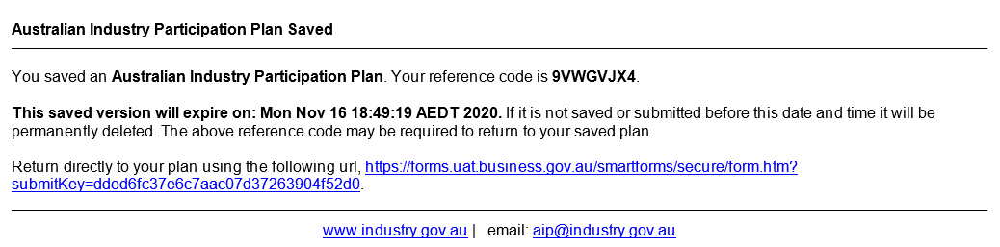 Australian Industry Participation Plan Saved
You saved an Australian Industry Participation Plan. Your reference code is 9VWGVJX4.
This saved version will expire on: Mon Nov 16 18:49:19 AEDT 2020. If it is not saved or submitted before this date and time it will be
permanently deleted. The above reference code may be required to return to your saved plan.
Return directly to your plan using the following url, https://forms.uat.business.gov.au/smartforms/secure/form.htm?
submitKey=dded6fc37e6c7aac07d37263904f52d0.
www.industry.gov.au | email: aip@industry.gov.au